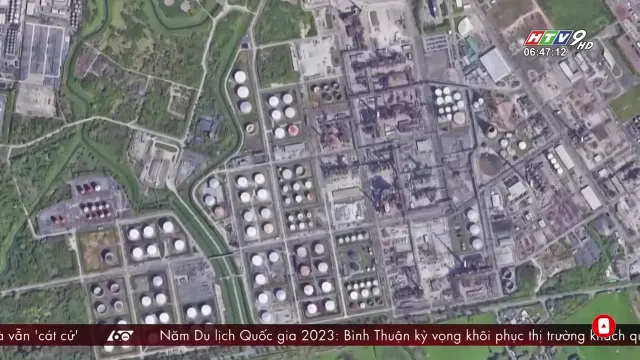 HTV9 HD
06:47:12
à vẫn 'cát cứ' 60 Năm Du lịch Quốc gia 2023: Bình Thuận kỳ vọng khôi phục thị trường khách q